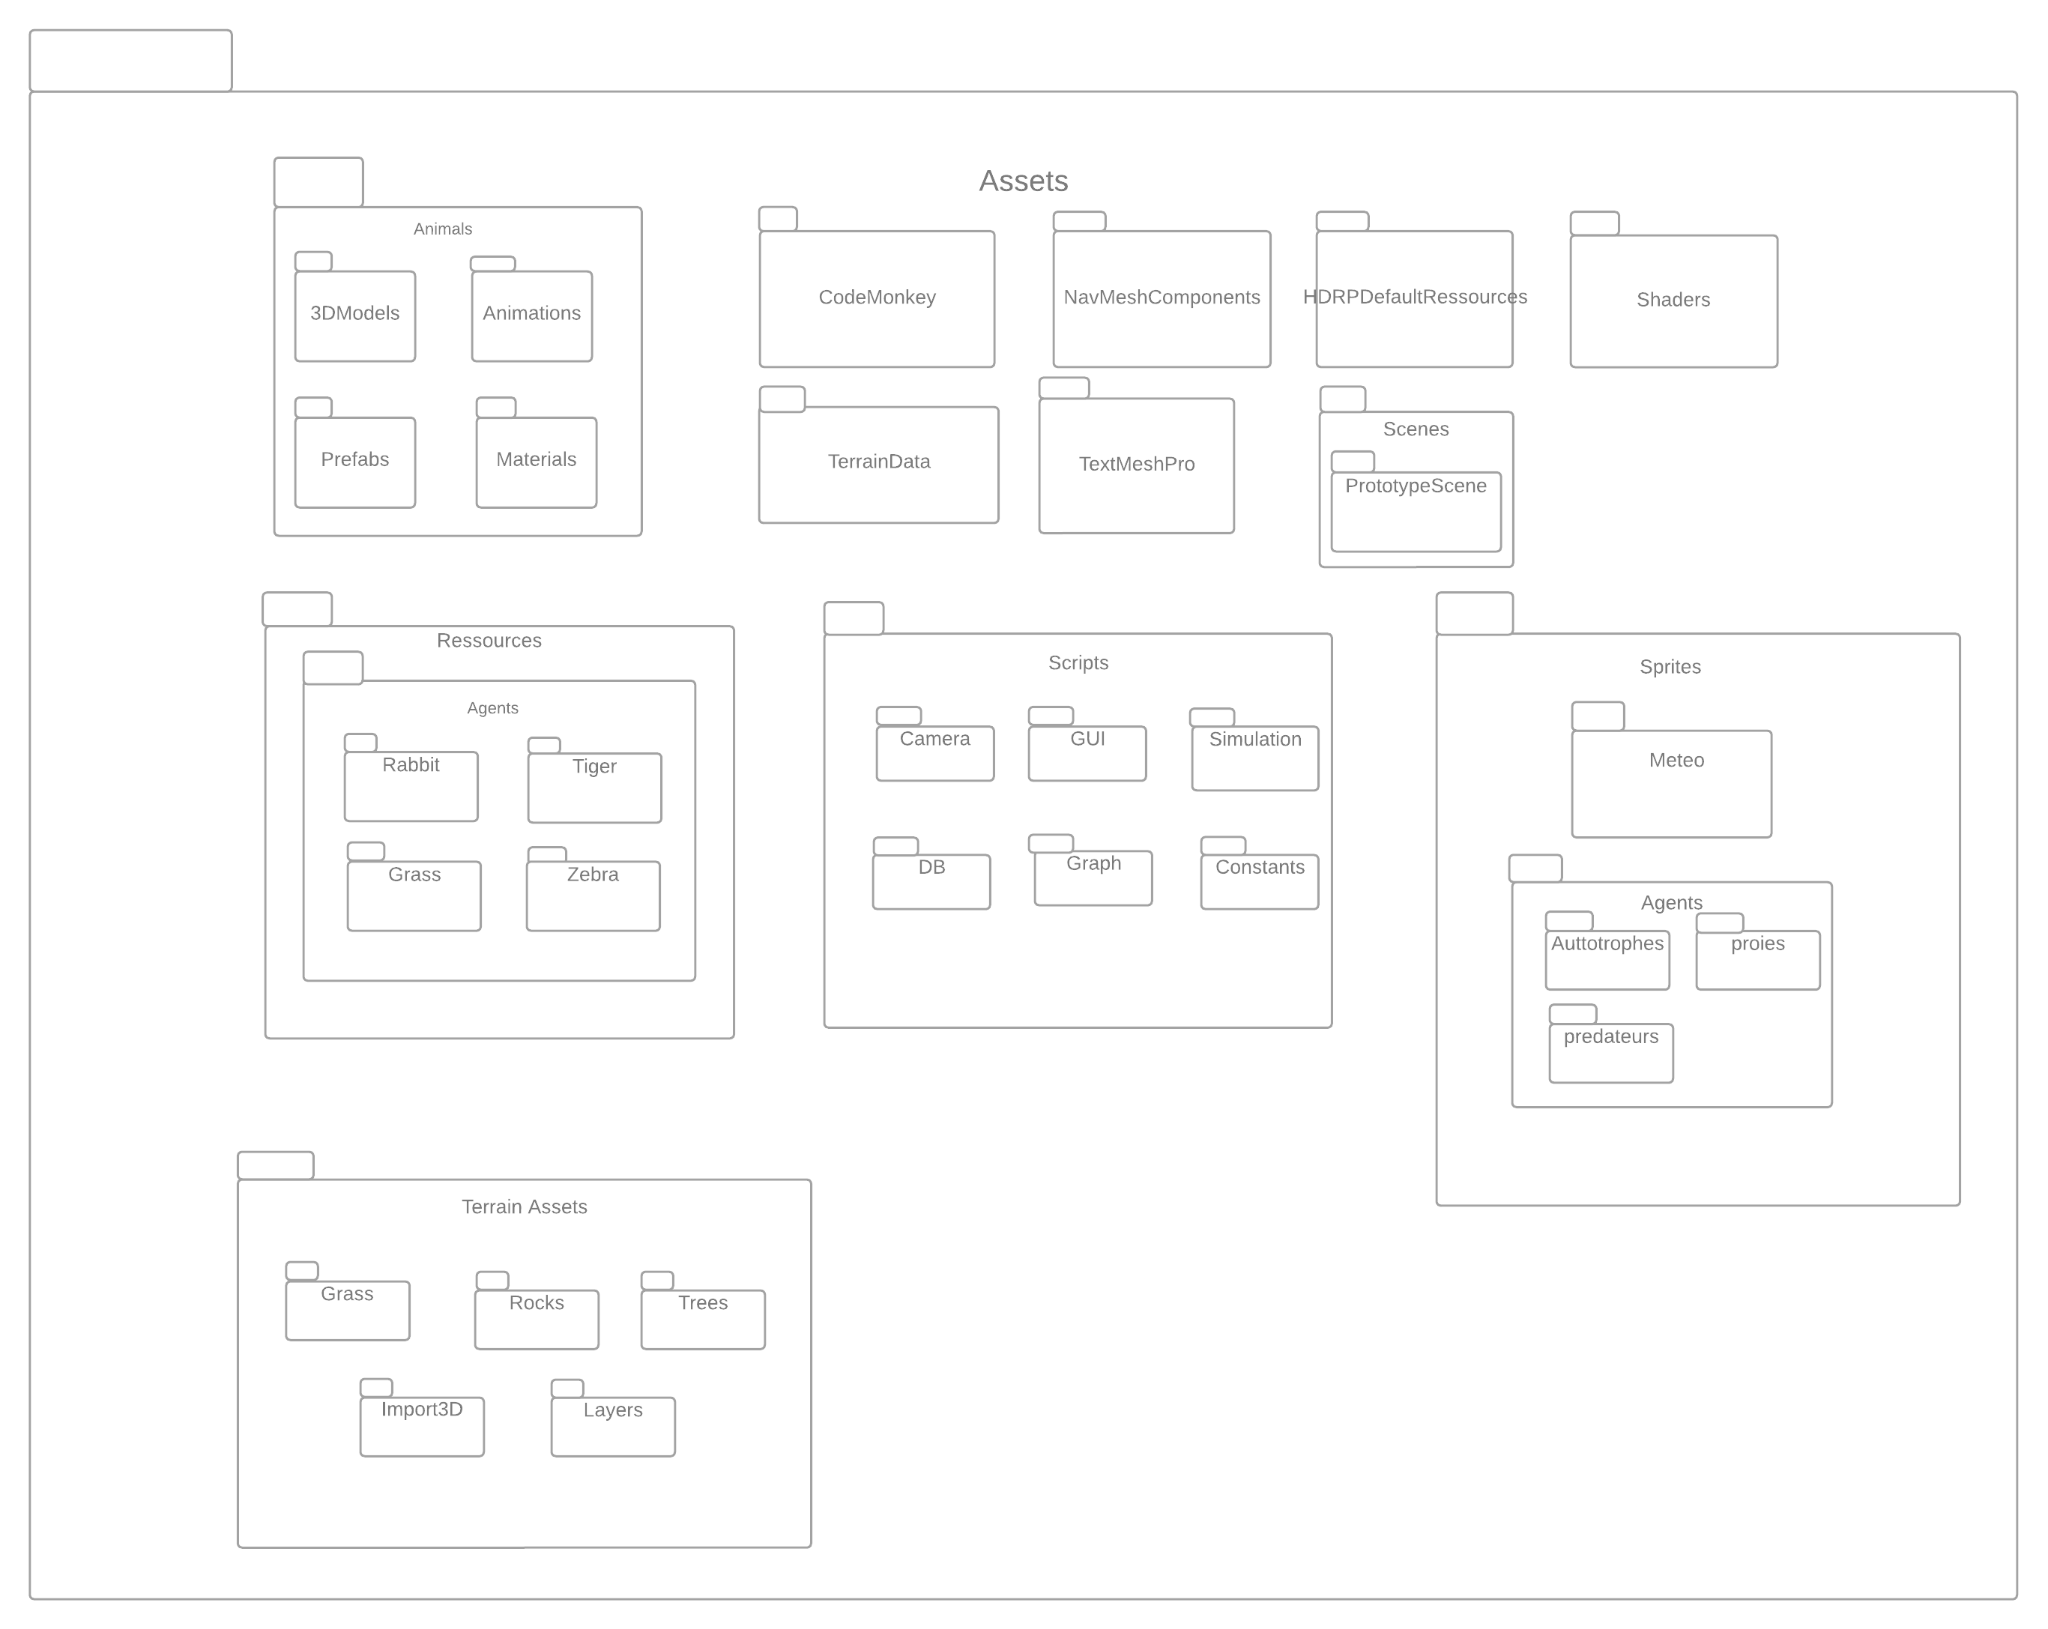 Assets
Animals
3DModels
Animations
Prefabs
Materials
CodeMonkey
NavMeshComponents
HDRPDefaultRessources
Shaders
TerrainData
TextMeshPro
Scenes
PrototypeScene
Ressources
Agents
Rabbit
Tiger
Grass
Zebra
Scripts
Camera
GUI
Simulation
DB
Graph
Constants
Sprites
Meteo
Agents
Auttotrophes
proies
predateurs
Terrain Assets
Grass
Rocks
Trees
Import3D
Layers